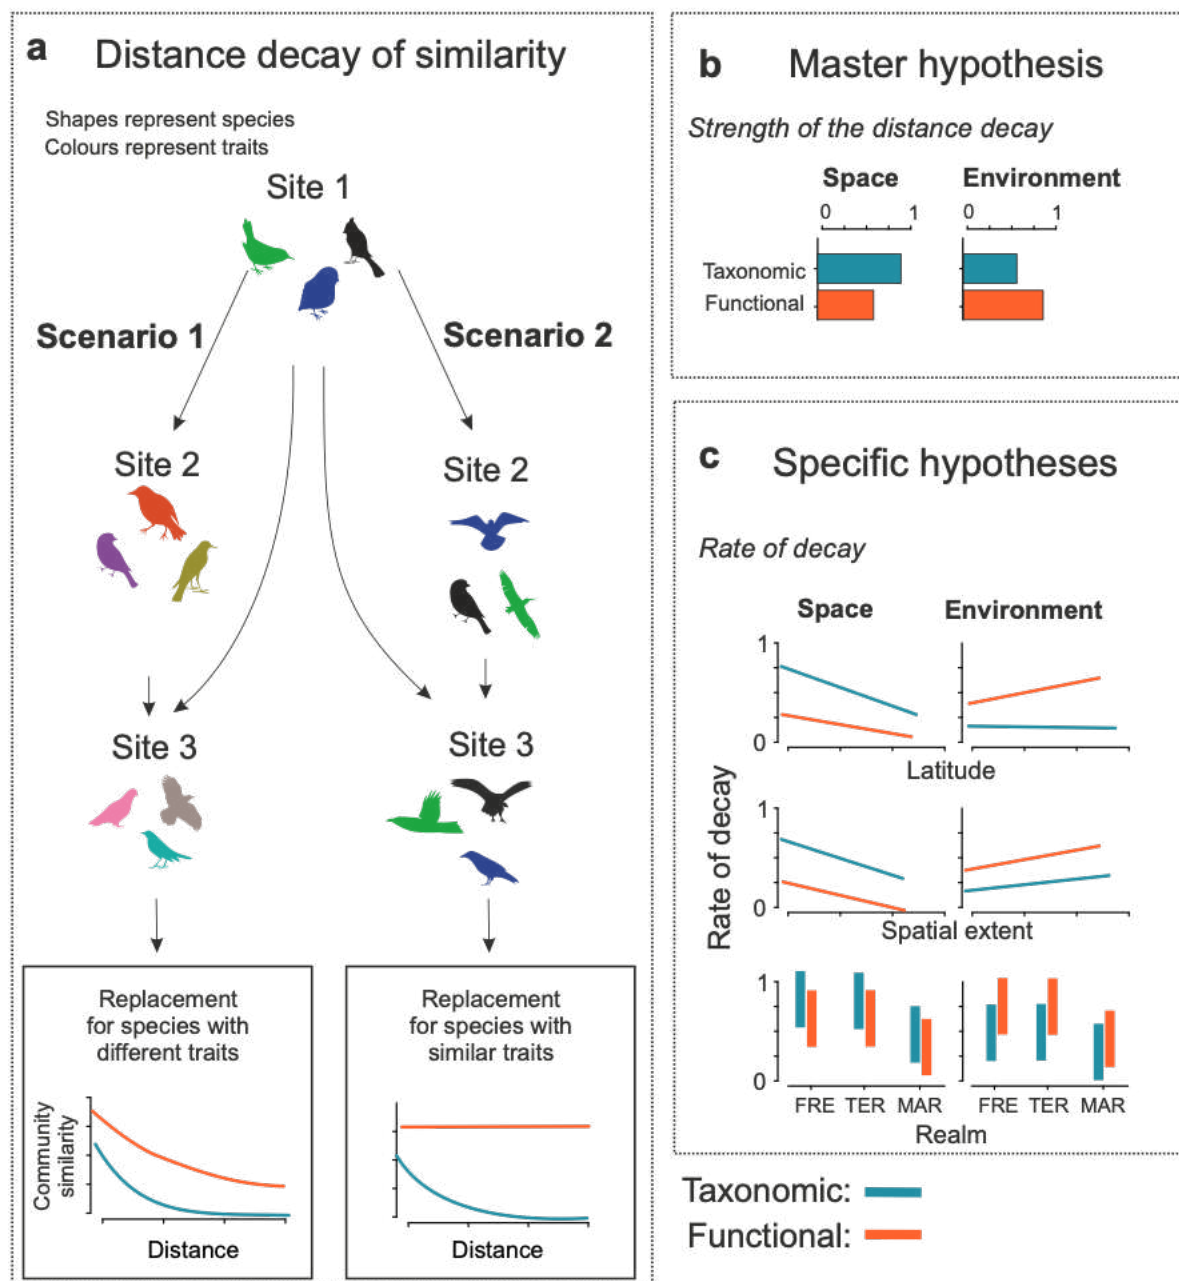 a Distance decay of similarity
Shapes represent species
Colours represent traits
Site 1
Scenario 1
Scenario 2
Site 2
Site 2
Site 3
Site 3
Replacement
for species with
different traits
Community
similarity
Distance
Replacement
for species with
similar traits
Distance
b Master hypothesis
Strength of the distance decay
Space Environment
0 1 0 1
Taxonomic
Functional
c Specific hypotheses
Rate of decay
Space Environment
Rate of decay
1
0
Latitude
1
0
Spatial extent
1
0
FRE TER MAR FRE TER MAR
Realm
Taxonomic:
Functional: